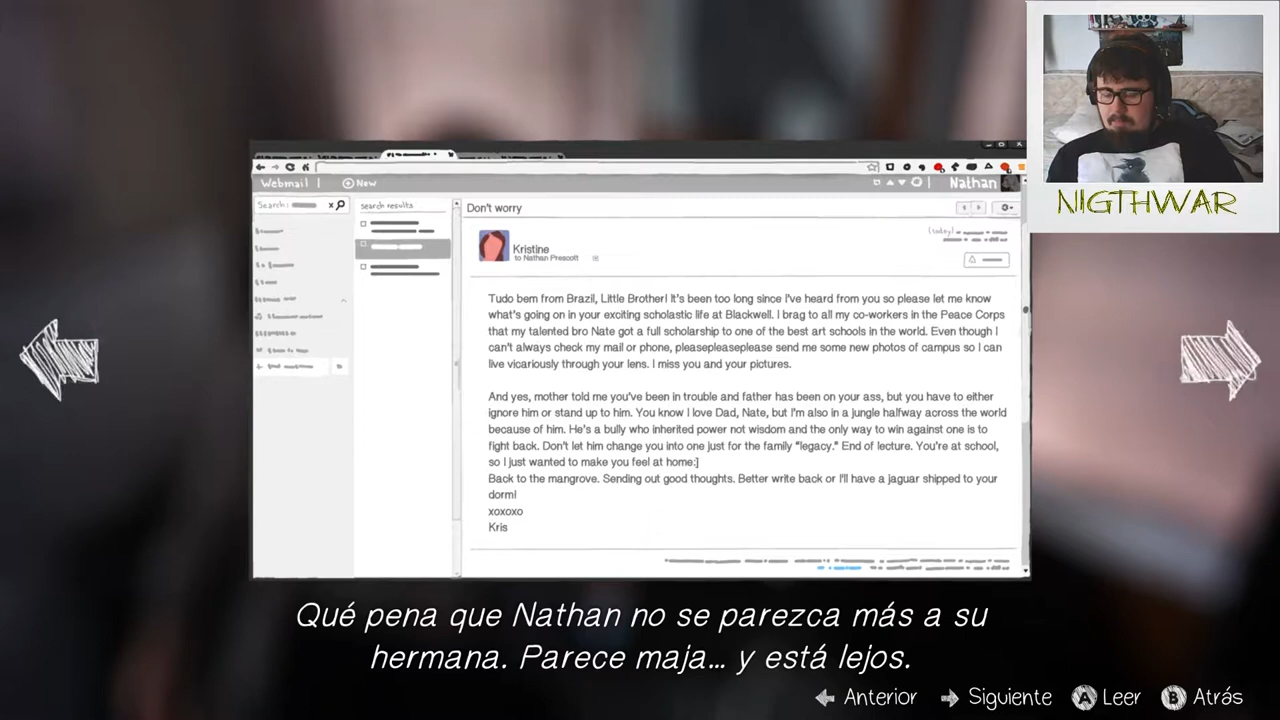 NIGTHWAR
Webmail
New
Nathan
Search:
search results
Don't worry
Kristine
to Nathan Prescott
(today)
Tudo bem from Brazil, Little Brother! It's been too long since I've heard from you so please let me know
what's going on in your exciting scholastic life at Blackwell. I brag to all my co-workers in the Peace Corps
that my talented bro Nate got a full scholarship to one of the best art schools in the world. Even though I
can't always check my mail or phone, pleasepleaseplease send me some new photos of campus so I can
live vicariously through your lens. I miss you and your pictures.
And yes, mother told me you've been in trouble and father has been on your ass, but you have to either
ignore him or stand up to him. You know I love Dad, Nate, but I'm also in a jungle halfway across the world
because of him. He's a bully who inherited power not wisdom and the only way to win against one is to
fight back. Don't let him change you into one just for the family "legacy." End of lecture. You're at school,
so I just wanted to make you feel at home:]
Back to the mangrove. Sending out good thoughts. Better write back or I'll have a jaguar shipped to your
dorm!
xoxoxo
Kris
Qué pena que Nathan no se parezca más a su
hermana. Parece maja... y está lejos.
Anterior
Siguiente
A Leer
B Atrás